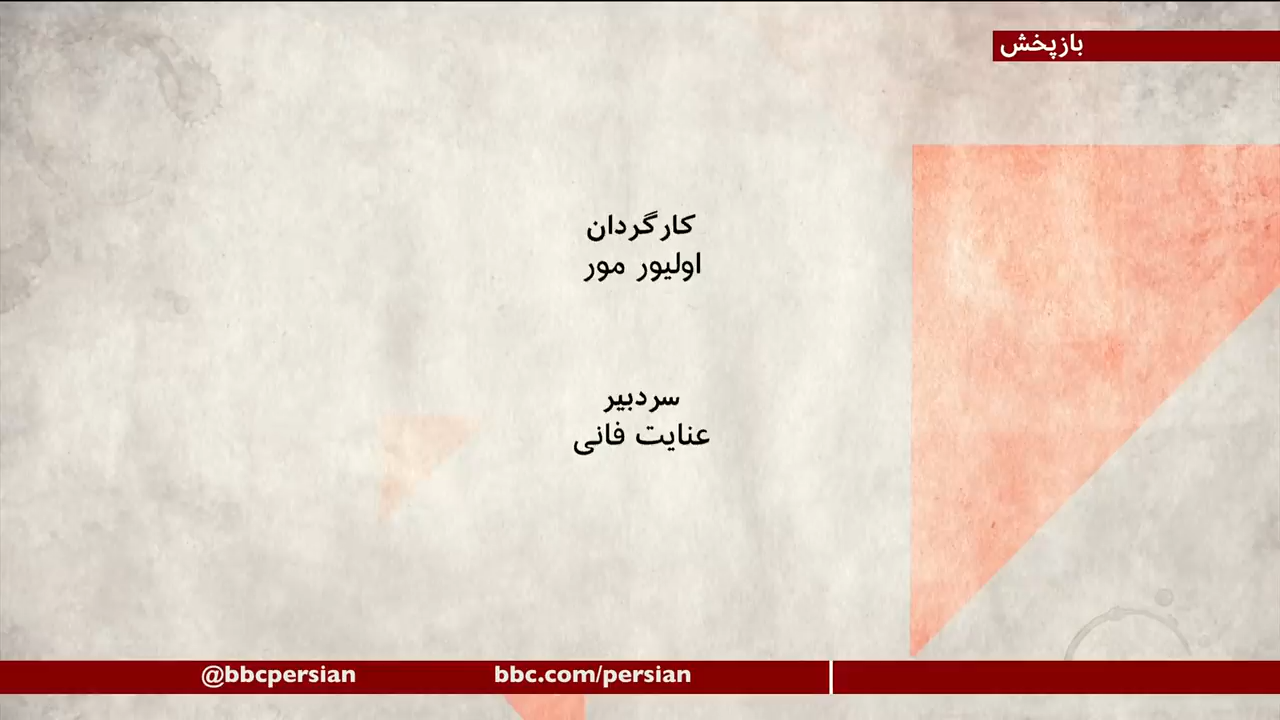 بازپخش
کارگردان
اولیور مور
سردبیر
عنایت فانی
@bbcpersian
bbc.com/persian